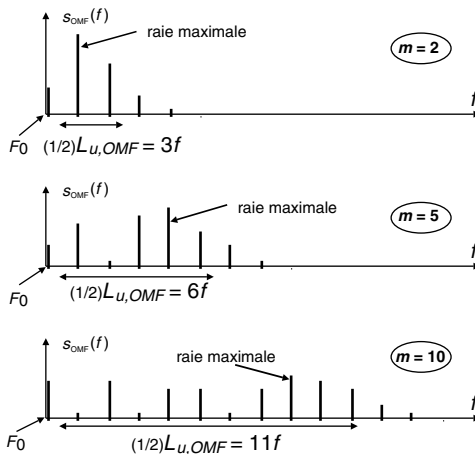 s_OMF(f)
raie maximale
m = 2
f
F0
(1/2)L_u,OMF = 3f
s_OMF(f)
raie maximale
m = 5
f
F0
(1/2)L_u,OMF = 6f
s_OMF(f)
raie maximale
m = 10
f
F0
(1/2)L_u,OMF = 11f